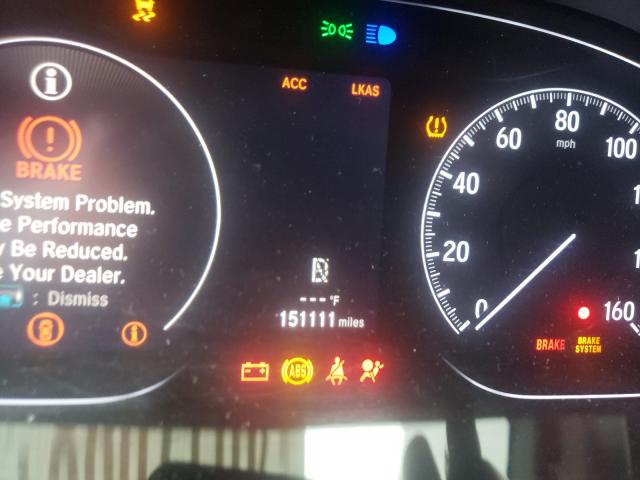 ACC LKAS
BRAKE
System Problem.
e Performance
Be Reduced.
Your Dealer.
: Dismiss
---°F
151111 miles
ABS
0
20
40
60
80
100
160
mph
BRAKE
BRAKE SYSTEM